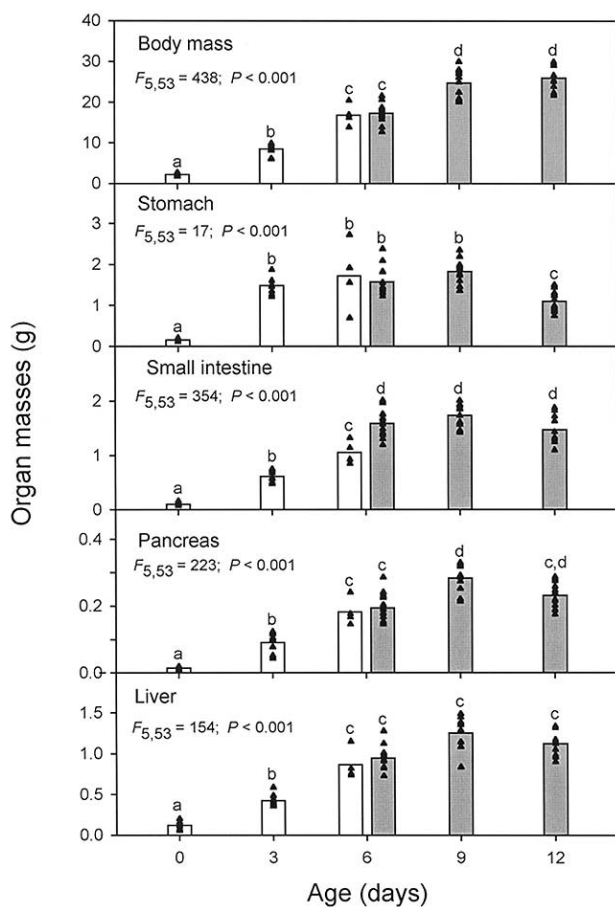 40
Body mass
d
d
F5,53 = 438; P < 0.001
30
c
c
20
b
10
a
0
Stomach
3
F5,53 = 17; P < 0.001
b
b
b
b
2
c
1
a
0
Small intestine
F5,53 = 354; P < 0.001
d
d
d
2
c
b
1
a
0
Pancreas
0.4
F5,53 = 223; P < 0.001
d
c,d
c
c
0.2
b
a
0.0
Liver
c
c
1.5
F5,53 = 154; P < 0.001
c
c
1.0
b
0.5
a
0.0
0 3 6 9 12
Age (days)
Organ masses (g)